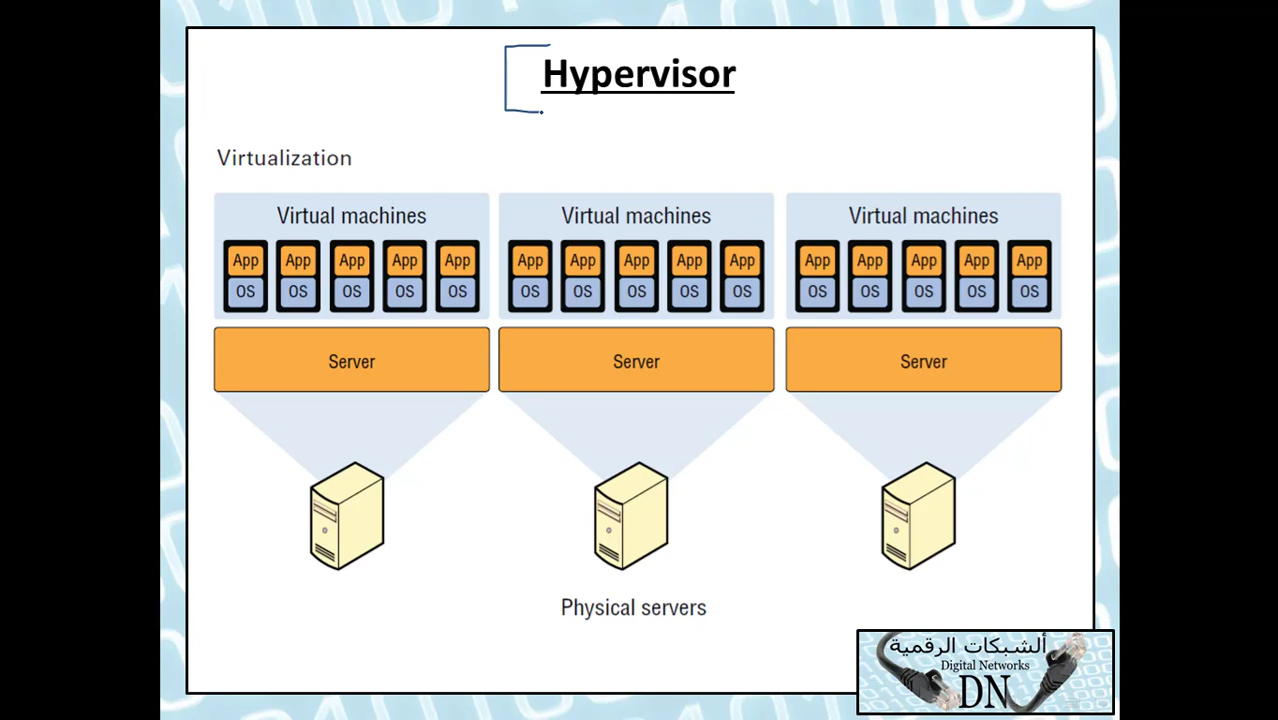 Hypervisor
Virtualization
Virtual machines Virtual machines Virtual machines
App App App App App App App App App App App App App App App
OS OS OS OS OS OS OS OS OS OS OS OS OS OS OS
Server Server Server
Physical servers
ألشبكات الرقمية
Digital Networks
DN